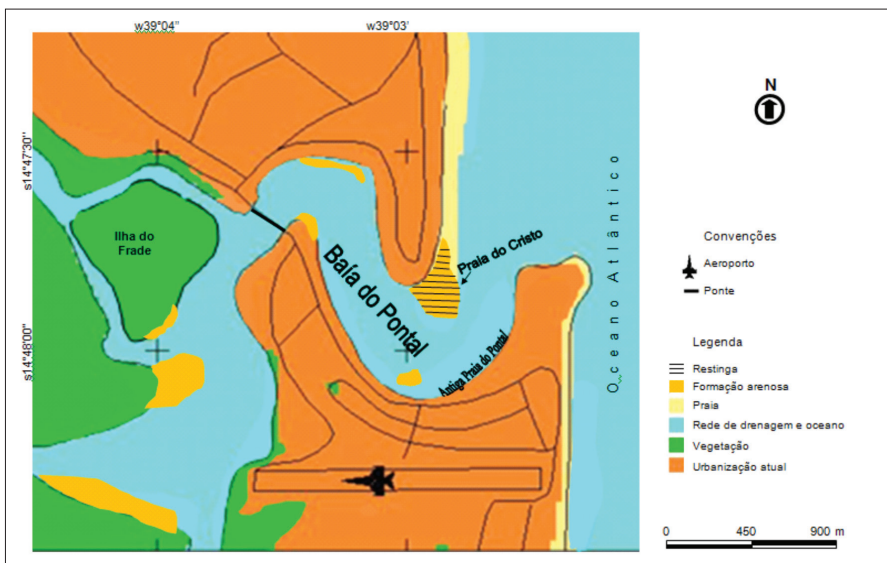 w39°04''
w39°03'
s14°47'30''
s14°48'00''
N
Ilha do
Frade
Baía do Pontal
Praia do Cristo
Antiga Praia do Pontal
Oceano Atlântico
Convenções
Aeroporto
Ponte
Legenda
Restinga
Formação arenosa
Praia
Rede de drenagem e oceano
Vegetação
Urbanização atual
0 450 900 m